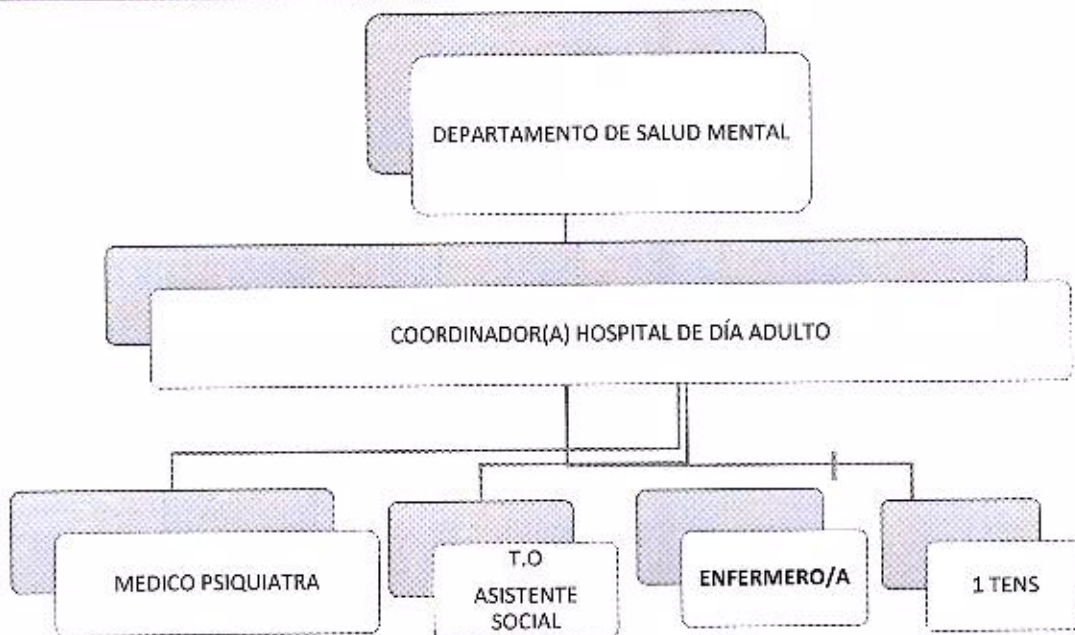 DEPARTAMENTO DE SALUD MENTAL
COORDINADOR(A) HOSPITAL DE DÍA ADULTO
MEDICO PSIQUIATRA
T.O
ASISTENTE
SOCIAL
ENFERMERO/A
1 TENS